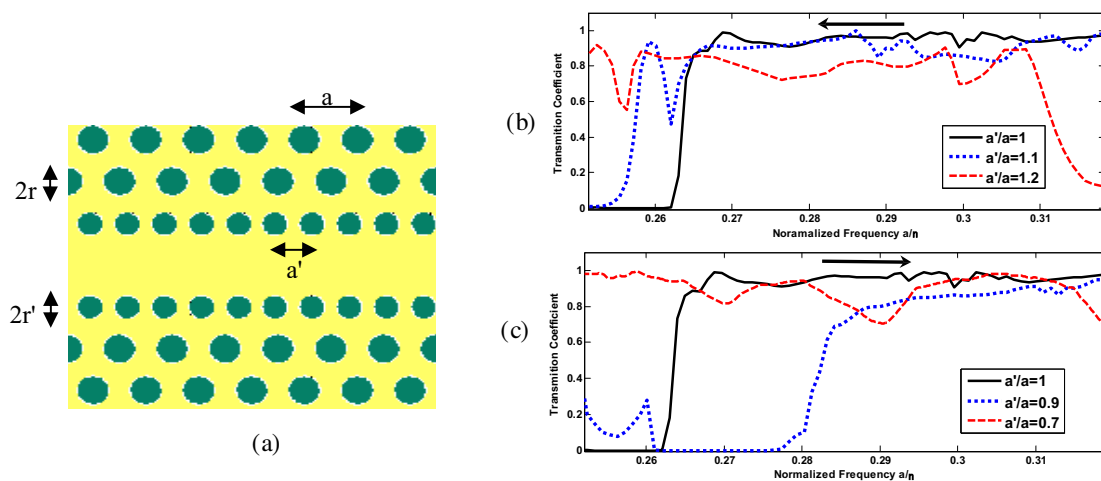 a
2r
a'
2r'
(a)
(b)
Transmition Coefficient
1
0.8
0.6
0.4
0.2
0
0.26
0.27
0.28
0.29
0.3
0.31
Noramalized Frequency a/n
a'/a=1
a'/a=1.1
a'/a=1.2
(c)
Transmition Coefficient
1
0.8
0.6
0.4
0.2
0
0.26
0.27
0.28
0.29
0.3
0.31
Normalized Frequency a/n
a'/a=1
a'/a=0.9
a'/a=0.7